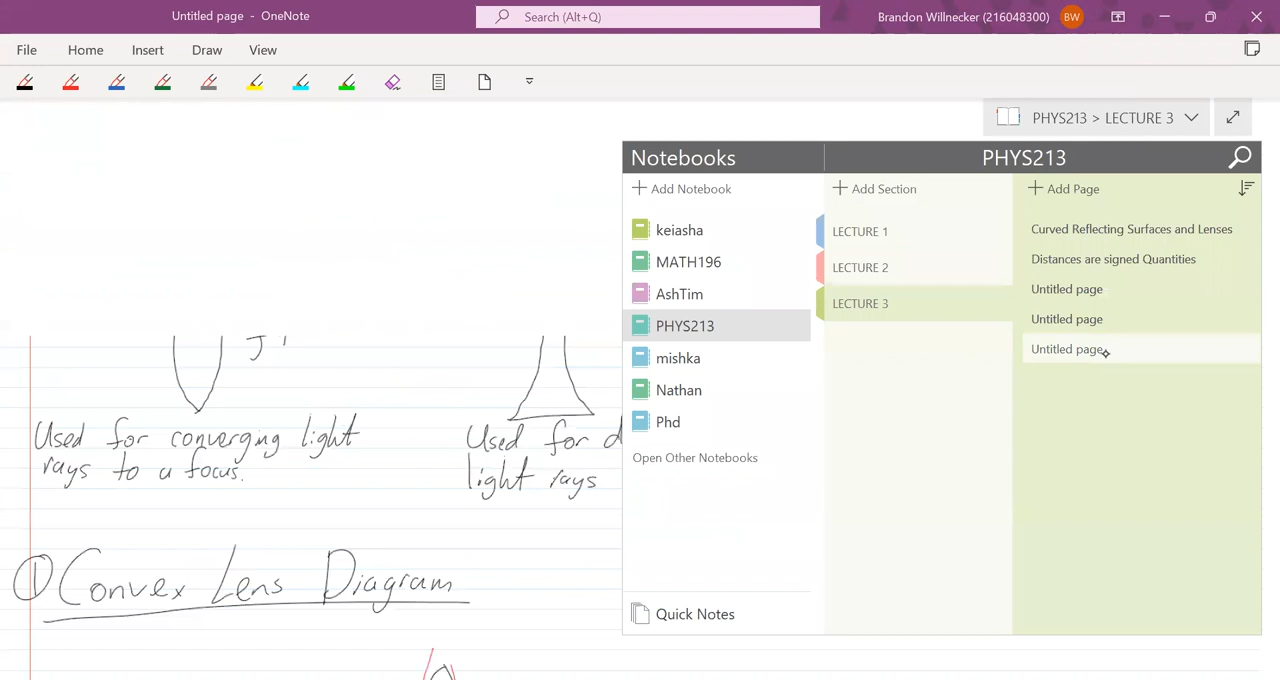 Untitled page - OneNote
Search (Alt+Q)
Brandon Willnecker (216048300)
BW
File
Home
Insert
Draw
View
PHYS213 > LECTURE 3
Notebooks
PHYS213
Add Notebook
Add Section
Add Page
keiasha
MATH196
AshTim
PHYS213
mishka
Nathan
Phd
Open Other Notebooks
Quick Notes
LECTURE 1
LECTURE 2
LECTURE 3
Curved Reflecting Surfaces and Lenses
Distances are signed Quantities
Untitled page
Untitled page
Untitled page
Used for converging light
rays to a focus.
Used for d
light rays
① Convex Lens Diagram